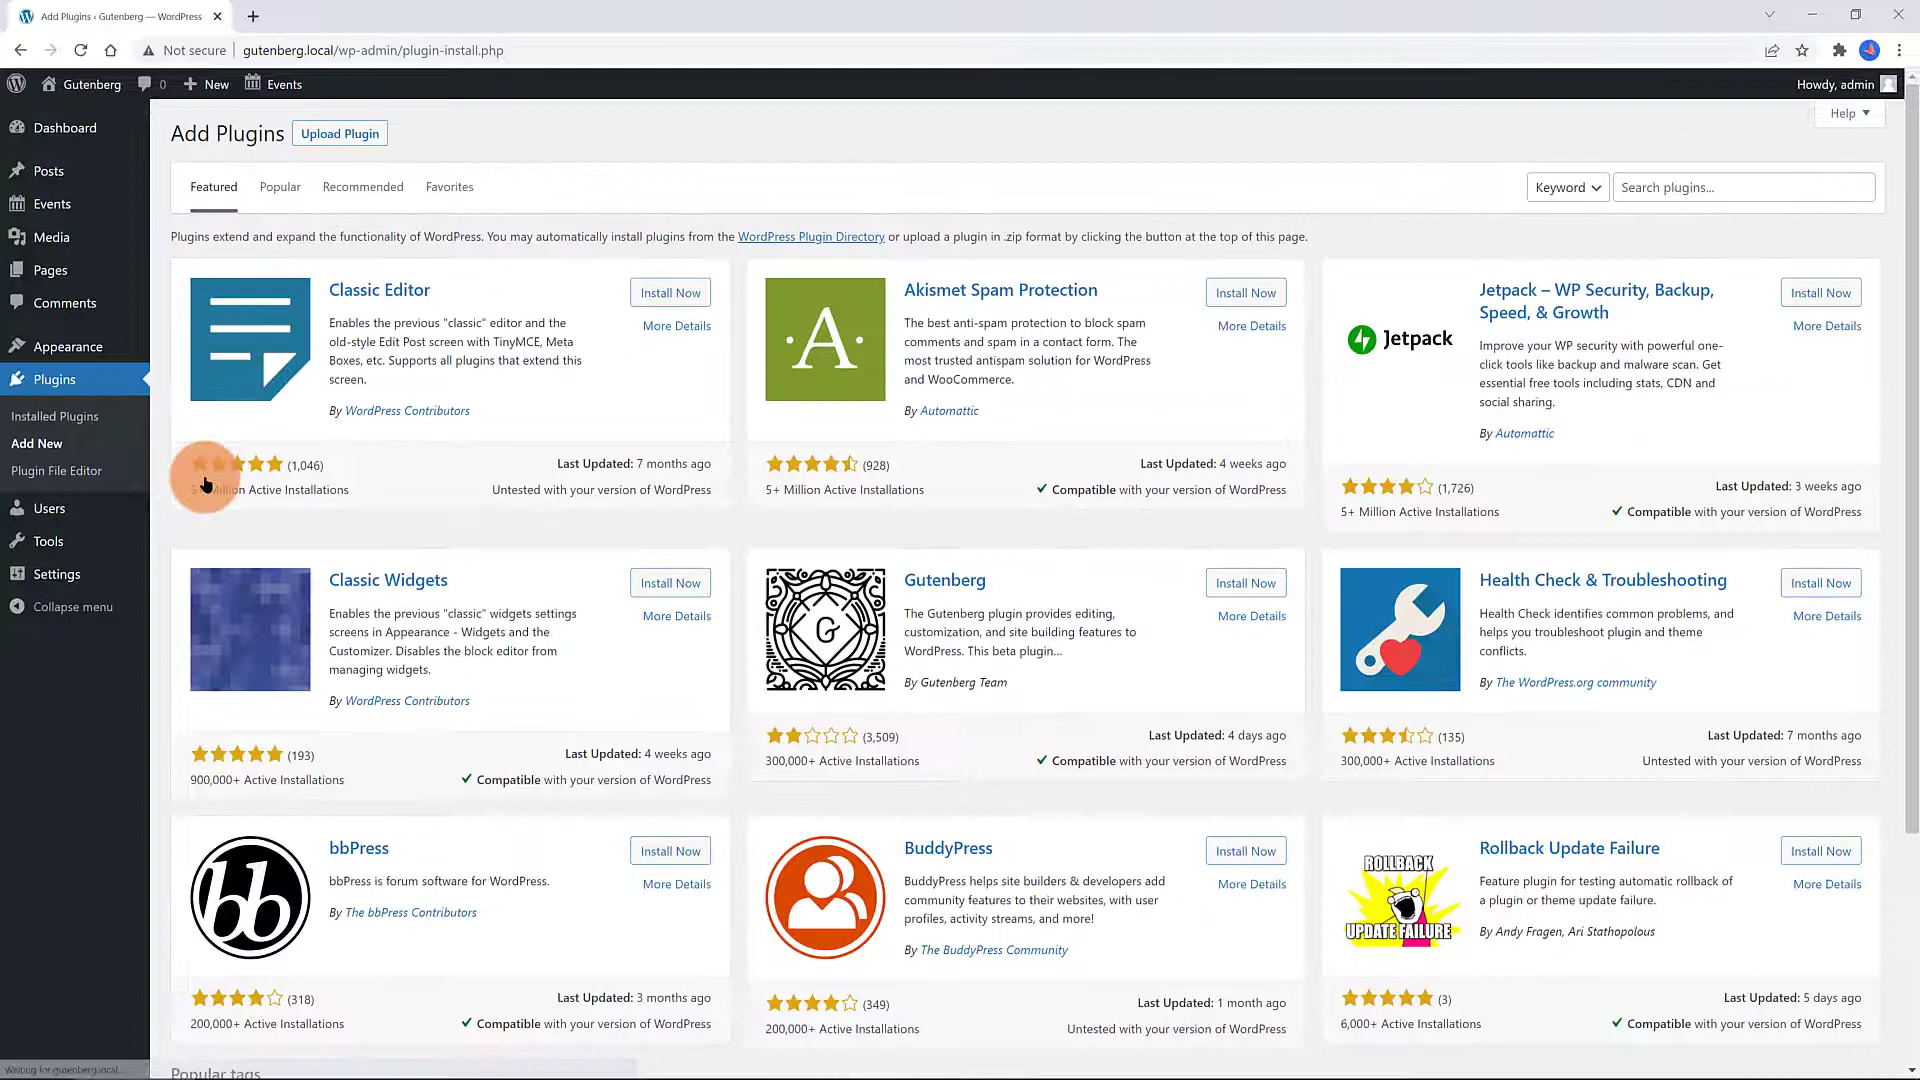 Add Plugins ‹ Gutenberg — WordPress
Not secure
gutenberg.local/wp-admin/plugin-install.php
Gutenberg
0
New
Events
Howdy, admin
Dashboard
Posts
Events
Media
Pages
Comments
Appearance
Plugins
Installed Plugins
Add New
Plugin File Editor
Users
Tools
Settings
Collapse menu
Add Plugins
Upload Plugin
Help
Featured
Popular
Recommended
Favorites
Keyword
Search plugins...
Plugins extend and expand the functionality of WordPress. You may automatically install plugins from the WordPress Plugin Directory or upload a plugin in .zip format by clicking the button at the top of this page.
Classic Editor
Install Now
More Details
Enables the previous "classic" editor and the
old-style Edit Post screen with TinyMCE, Meta
Boxes, etc. Supports all plugins that extend this
screen.
By WordPress Contributors
(1,046)
Last Updated: 7 months ago
5+ Million Active Installations
Untested with your version of WordPress
A
Akismet Spam Protection
Install Now
More Details
The best anti-spam protection to block spam
comments and spam in a contact form. The
most trusted antispam solution for WordPress
and WooCommerce.
By Automattic
(928)
Last Updated: 4 weeks ago
5+ Million Active Installations
Compatible with your version of WordPress
Jetpack
Jetpack – WP Security, Backup,
Speed, & Growth
Install Now
More Details
Improve your WP security with powerful one-
click tools like backup and malware scan. Get
essential free tools including stats, CDN and
social sharing.
By Automattic
(1,726)
Last Updated: 3 weeks ago
5+ Million Active Installations
Compatible with your version of WordPress
Classic Widgets
Install Now
More Details
Enables the previous "classic" widgets settings
screens in Appearance - Widgets and the
Customizer. Disables the block editor from
managing widgets.
By WordPress Contributors
(193)
Last Updated: 4 weeks ago
900,000+ Active Installations
Compatible with your version of WordPress
G
Gutenberg
Install Now
More Details
The Gutenberg plugin provides editing,
customization, and site building features to
WordPress. This beta plugin...
By Gutenberg Team
(3,509)
Last Updated: 4 days ago
300,000+ Active Installations
Compatible with your version of WordPress
Health Check & Troubleshooting
Install Now
More Details
Health Check identifies common problems, and
helps you troubleshoot plugin and theme
conflicts.
By The WordPress.org community
(135)
Last Updated: 7 months ago
300,000+ Active Installations
Untested with your version of WordPress
bb
bbPress
Install Now
More Details
bbPress is forum software for WordPress.
By The bbPress Contributors
(318)
Last Updated: 3 months ago
200,000+ Active Installations
Compatible with your version of WordPress
BuddyPress
Install Now
More Details
BuddyPress helps site builders & developers add
community features to their websites, with user
profiles, activity streams, and more!
By The BuddyPress Community
(349)
Last Updated: 1 month ago
200,000+ Active Installations
Untested with your version of WordPress
ROLLBACK
UPDATE FAILURE
Rollback Update Failure
Install Now
More Details
Feature plugin for testing automatic rollback of
a plugin or theme update failure.
By Andy Fragen, Ari Stathopolous
(3)
Last Updated: 5 days ago
6,000+ Active Installations
Compatible with your version of WordPress
Popular tags
Waiting for gutenberg.local...